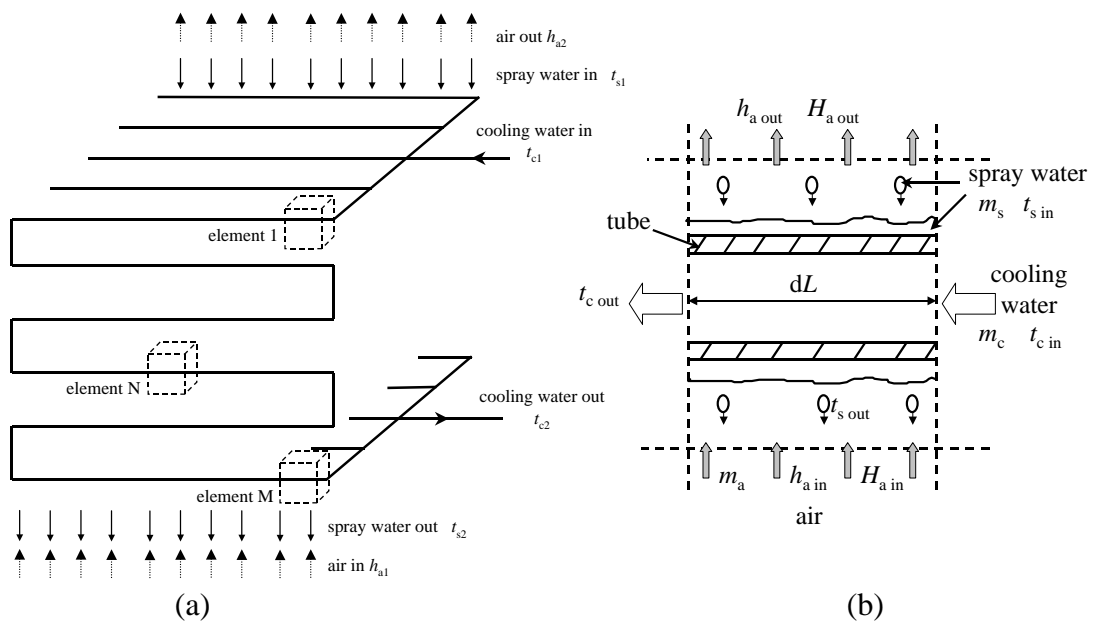 air out h_a2
spray water in t_s1
cooling water in
t_c1
element 1
element N
cooling water out
t_c2
element M
spray water out t_s2
air in h_a1
(a)
h_a out H_a out
spray water
m_s t_s in
tube
dL
t_c out
cooling
water
m_c t_c in
t_s out
m_a h_a in H_a in
air
(b)